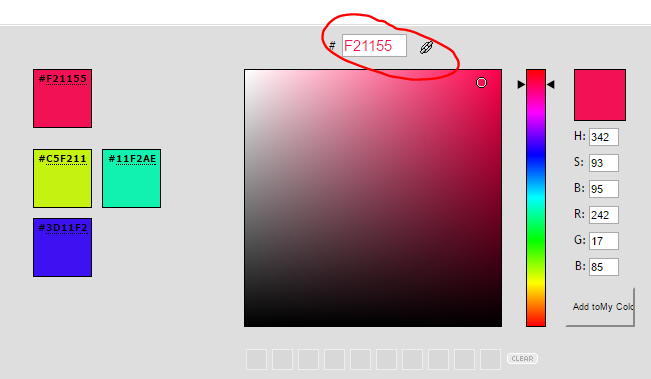 # F21155
#F21155
#C5F211
#11F2AE
#3D11F2
H: 342
S: 93
B: 95
R: 242
G: 17
B: 85
Add toMy Colo
CLEAR